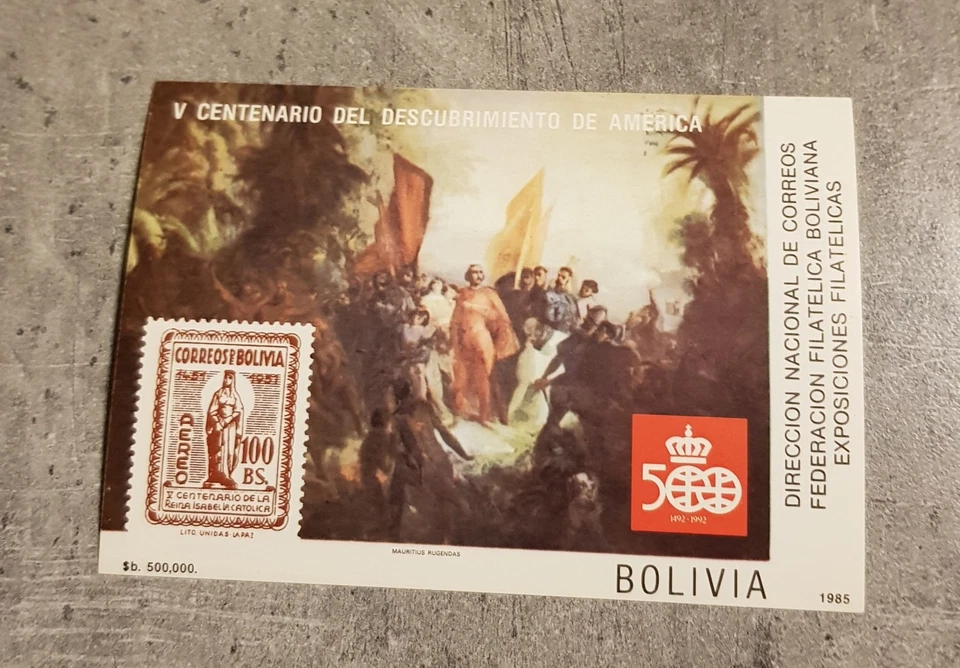 V CENTENARIO DEL DESCUBRIMIENTO DE AMERICA
CORREOS DE BOLIVIA
1451 1951
AEREO
100
BS.
V CENTENARIO DE LA
REINA ISABEL LA CATOLICA
LITO. UNIDAS-LA PAZ
500
1492·1992
MAURITIUS RUGENDAS
$b. 500,000.
BOLIVIA
1985
DIRECCION NACIONAL DE CORREOS
FEDERACION FILATELICA BOLIVIANA
EXPOSICIONES FILATELICAS